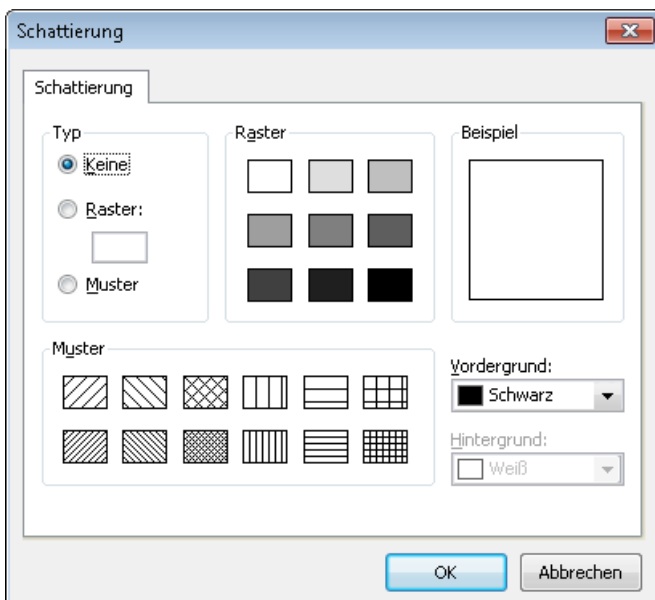 Schattierung
Schattierung
Typ
Keine
Raster:
Muster
Raster
Beispiel
Muster
Vordergrund:
Schwarz
Hintergrund:
Weiß
OK
Abbrechen